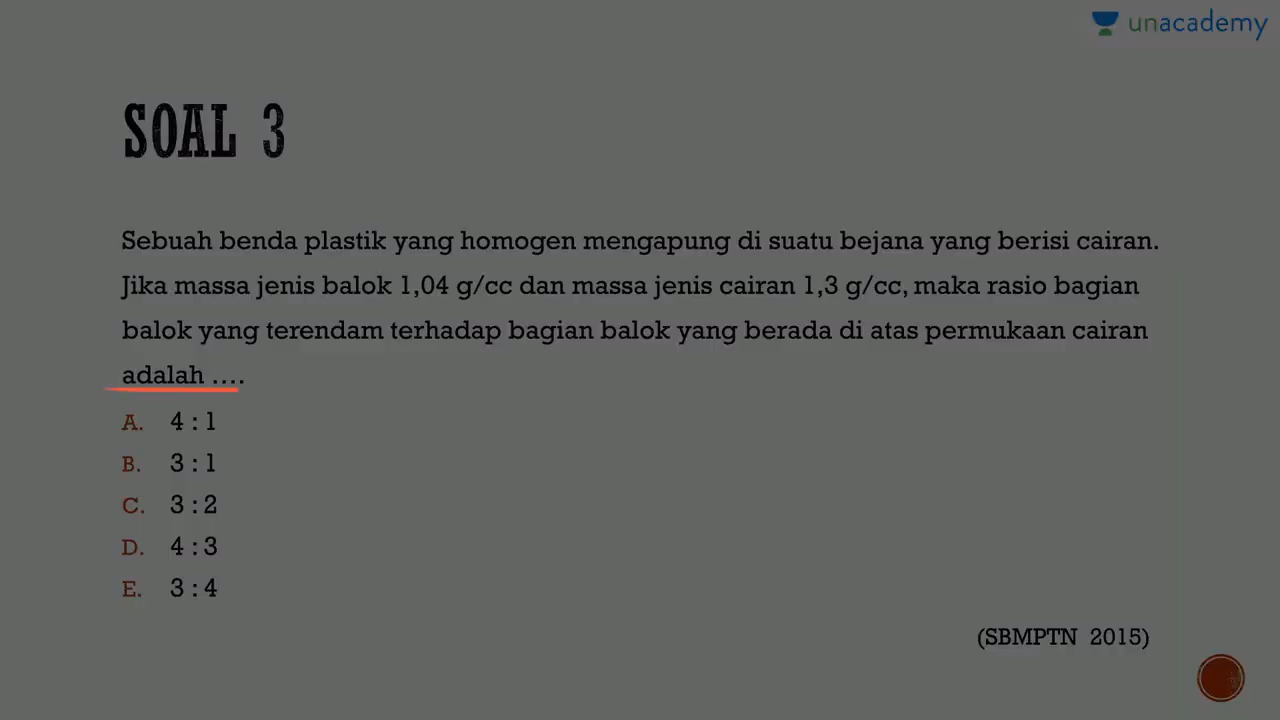 unacademy
SOAL 3
Sebuah benda plastik yang homogen mengapung di suatu bejana yang berisi cairan.
Jika massa jenis balok 1,04 g/cc dan massa jenis cairan 1,3 g/cc, maka rasio bagian
balok yang terendam terhadap bagian balok yang berada di atas permukaan cairan
adalah ....
A. 4 : 1
B. 3 : 1
C. 3 : 2
D. 4 : 3
E. 3 : 4
(SBMPTN 2015)